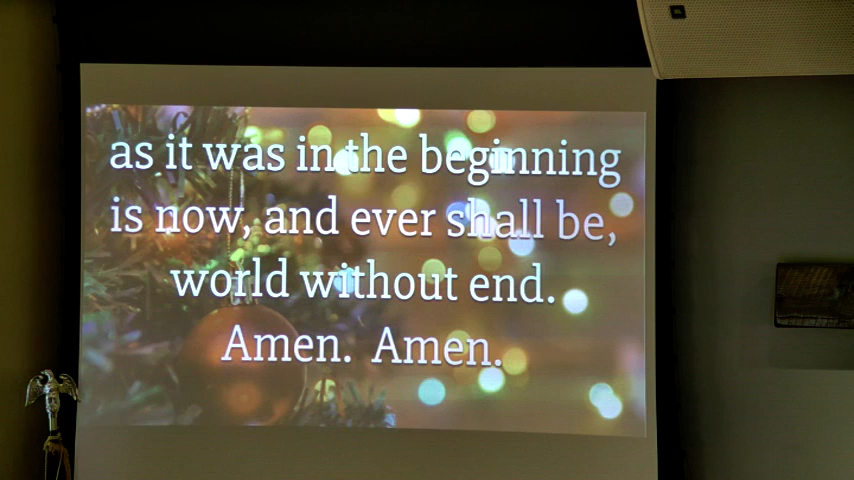 as it was in the beginning
is now, and ever shall be,
world without end.
Amen. Amen.